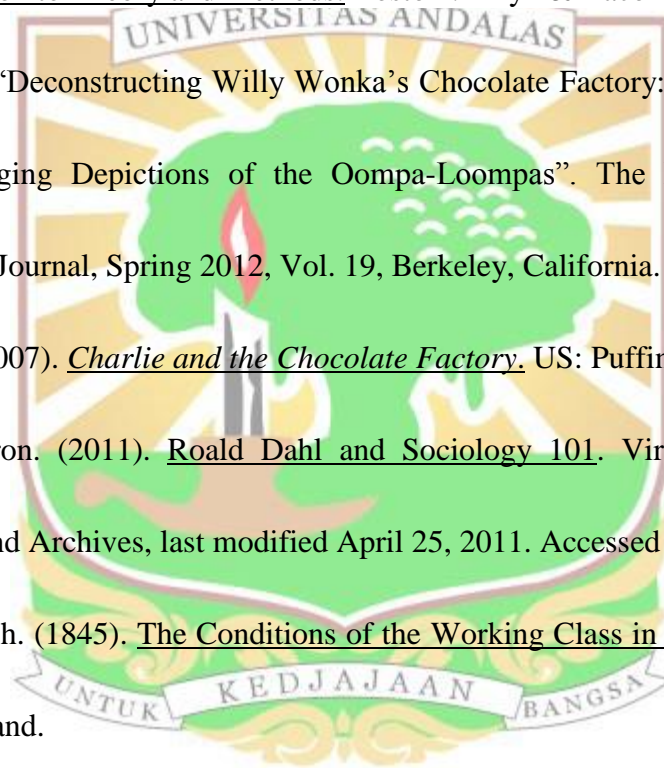 UNIVERSITAS ANDALAS
“Deconstructing Willy Wonka’s Chocolate Factory:
ging Depictions of the Oompa-Loompas”. The
Journal, Spring 2012, Vol. 19, Berkeley, California.
007). Charlie and the Chocolate Factory. US: Puffin
on. (2011). Roald Dahl and Sociology 101. Vir
nd Archives, last modified April 25, 2011. Accessed
h. (1845). The Conditions of the Working Class in
and.
UNTUK KEDJAJAAN BANGSA